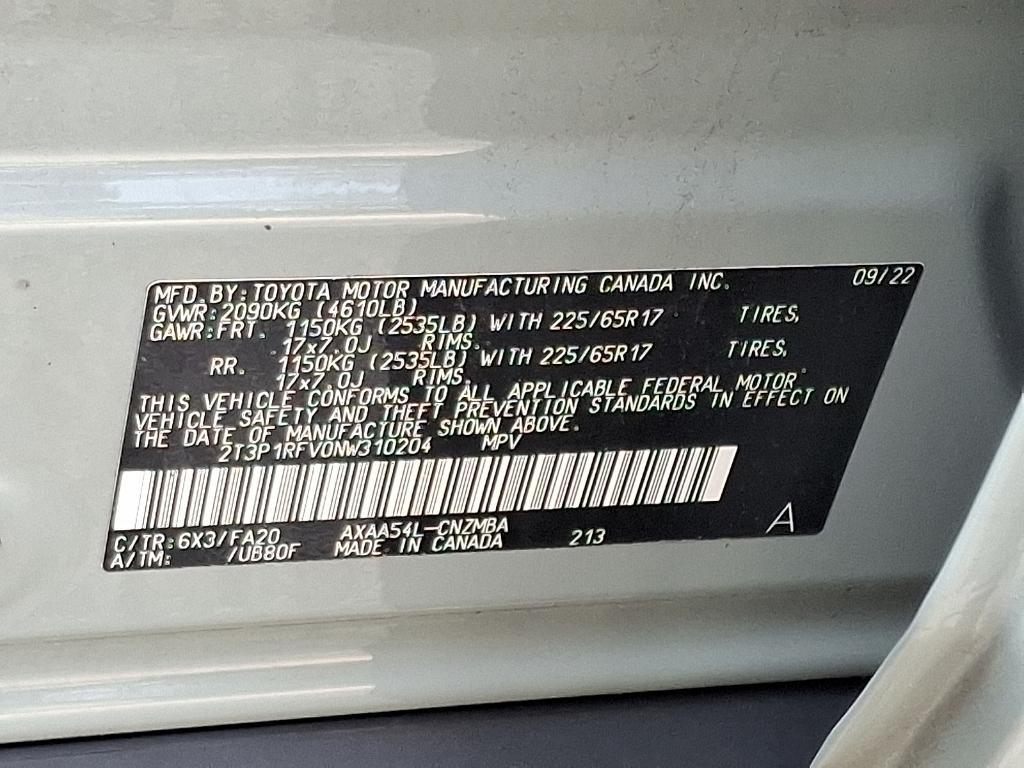 MFD. BY: TOYOTA MOTOR MANUFACTURING CANADA INC. 09/22
GVWR: 2090KG (4610LB)
GAWR: FRT. 1150KG (2535LB) WITH 225/65R17 TIRES,
17x7.0J RIMS.
RR. 1150KG (2535LB) WITH 225/65R17 TIRES,
17x7.0J RIMS.
THIS VEHICLE CONFORMS TO ALL APPLICABLE FEDERAL MOTOR
VEHICLE SAFETY AND THEFT PREVENTION STANDARDS IN EFFECT ON
THE DATE OF MANUFACTURE SHOWN ABOVE.
2T3P1RFV0NW310204 MPV
A
C/TR: 6X3/FA20 AXAA54L-CNZMBA
A/TM: /UB80F MADE IN CANADA 213